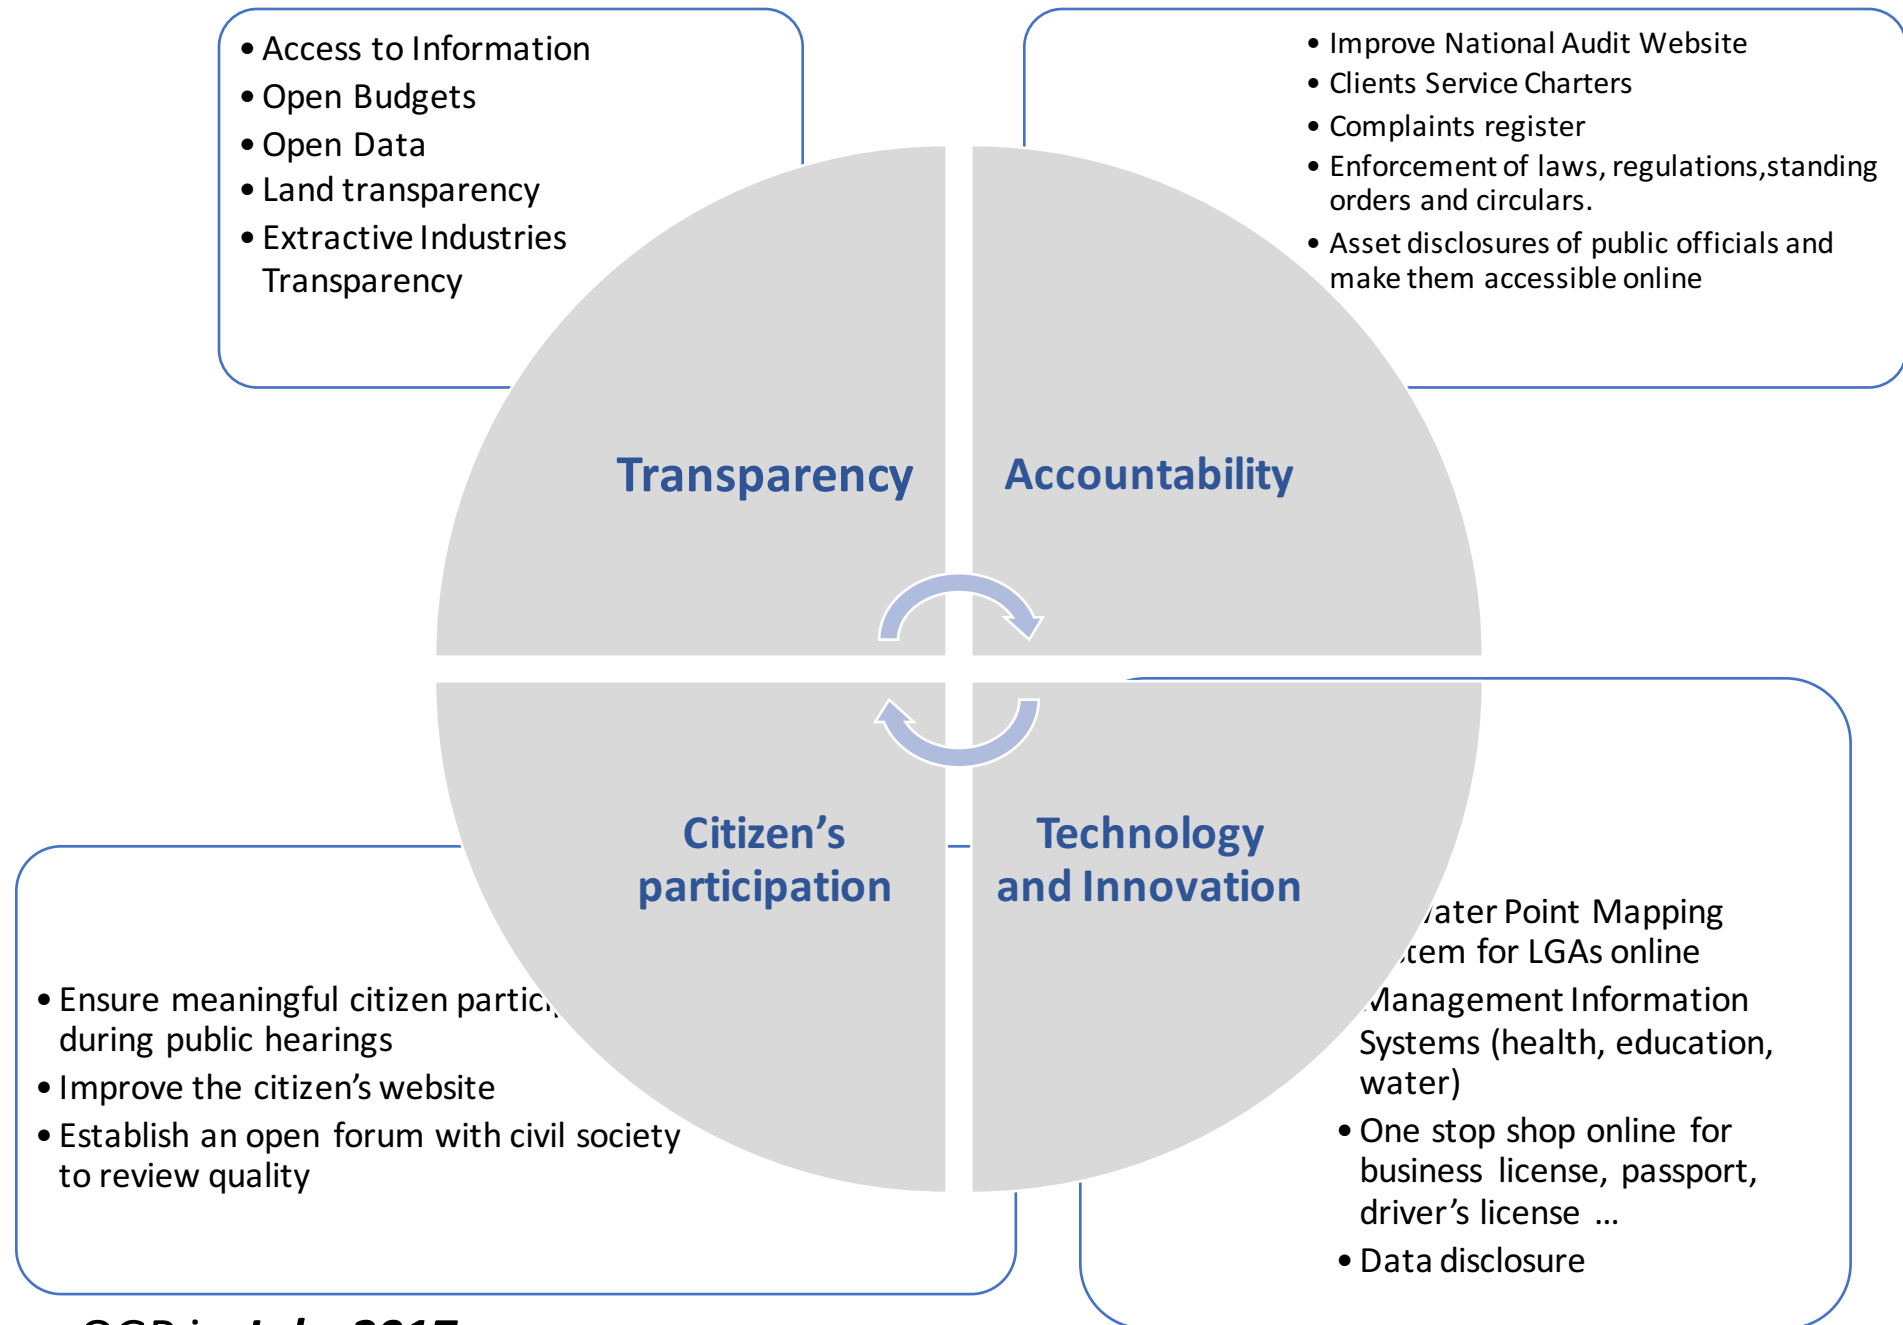 • Access to Information
• Open Budgets
• Open Data
• Land transparency
• Extractive Industries
Transparency
• Improve National Audit Website
• Clients Service Charters
• Complaints register
• Enforcement of laws, regulations,standing
orders and circulars.
• Asset disclosures of public officials and
make them accessible online
Transparency
Accountability
Citizen’s
participation
Technology
and Innovation
• Ensure meaningful citizen
during public hearings
• Improve the citizen’s website
• Establish an open forum with civil society
to review quality
Point Mapping
for LGAs online
Management Information
Systems (health, education,
water)
• One stop shop online for
business license, passport,
driver’s license ...
• Data disclosure